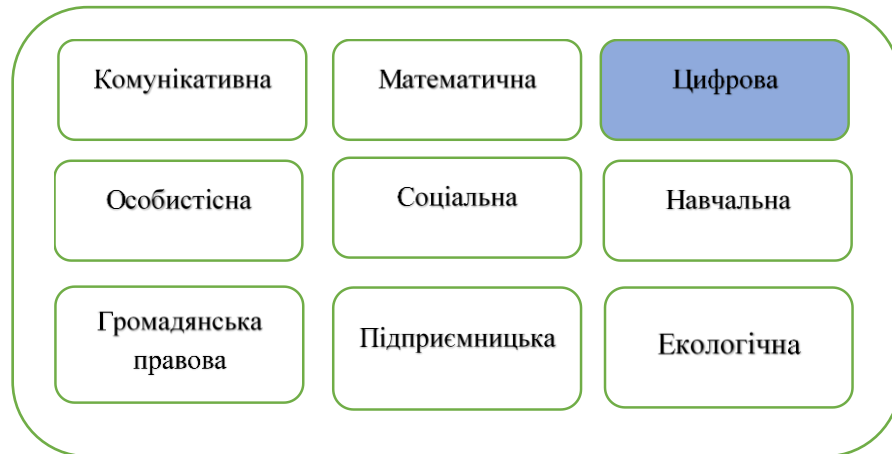 Комунікативна
Математична
Цифрова
Особистісна
Соціальна
Навчальна
Громадянська
правова
Підприємницька
Екологічна